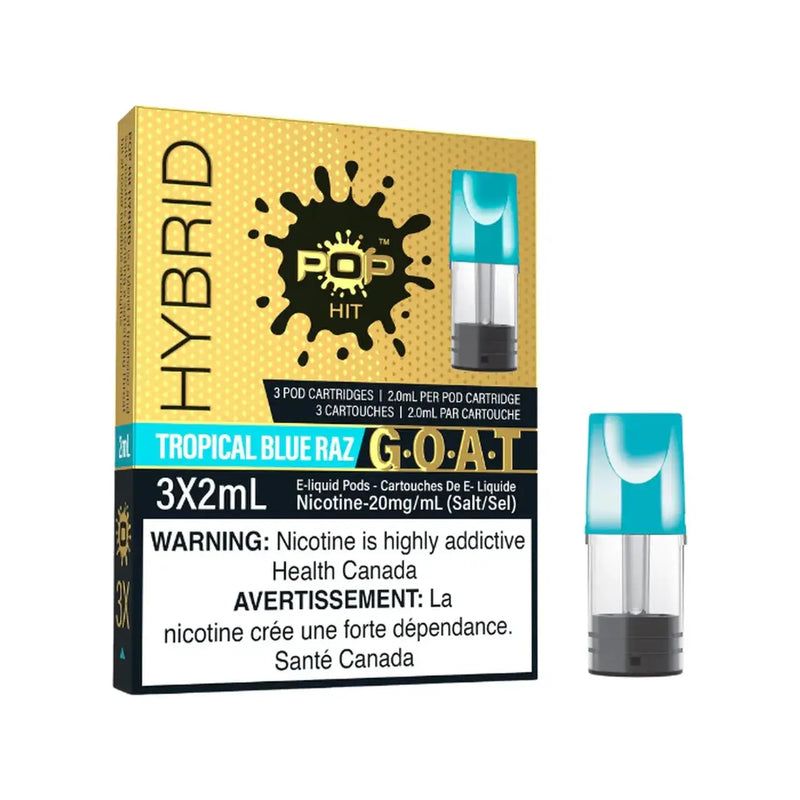 HYBRID
POP™
HIT
3 POD CARTRIDGES | 2.0mL PER POD CARTRIDGE
3 CARTOUCHES | 2.0mL PAR CARTOUCHE
TROPICAL BLUE RAZ G·O·A·T
3X2mL
E-liquid Pods - Cartouches De E- Liquide
Nicotine-20mg/mL (Salt/Sel)
WARNING: Nicotine is highly addictive
Health Canada
AVERTISSEMENT: La
nicotine crée une forte dépendance.
Santé Canada
2mL
3X